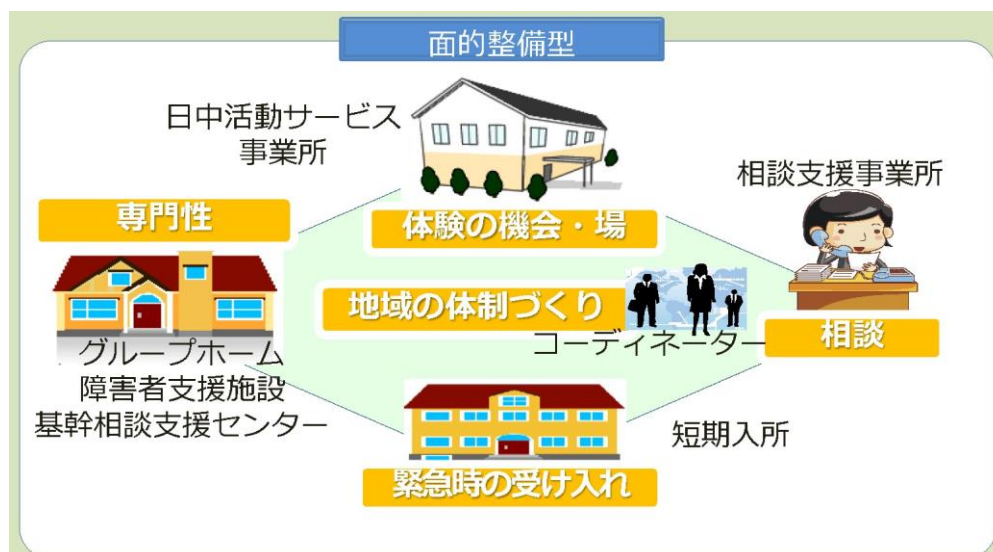 面的整備型
日中活動サービス
事業所
体験の機会・場
相談支援事業所
専門性
グループホーム
障害者支援施設
基幹相談支援センター
地域の体制づくり
コーディネーター
相談
短期入所
緊急時の受け入れ